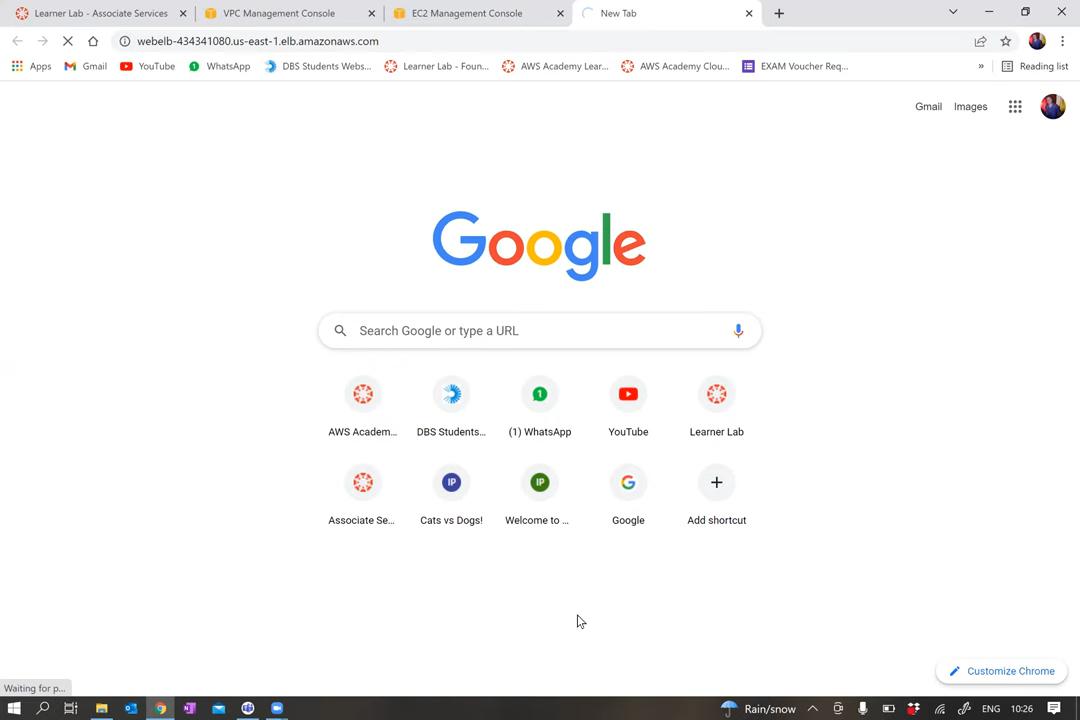 Learner Lab - Associate Services
VPC Management Console
EC2 Management Console
New Tab
webelb-434341080.us-east-1.elb.amazonaws.com
Apps
Gmail
YouTube
WhatsApp
DBS Students Webs...
Learner Lab - Foun...
AWS Academy Lear...
AWS Academy Clou...
EXAM Voucher Req...
»
Reading list
Gmail
Images
Google
Search Google or type a URL
1
AWS Academ...
DBS Students...
(1) WhatsApp
YouTube
Learner Lab
IP
IP
G
Associate Se...
Cats vs Dogs!
Welcome to ...
Google
Add shortcut
Customize Chrome
Waiting for p...
Rain/snow
ENG
10:26